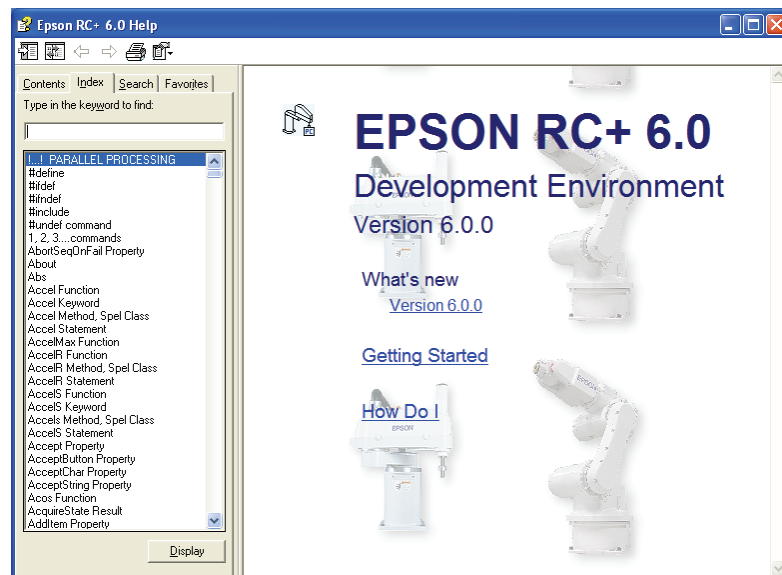 Epson RC+ 6.0 Help
Contents Index Search Favorites
Type in the keyword to find:
!...! PARALLEL PROCESSING
#define
#ifdef
#ifndef
#include
#undef command
1, 2, 3....commands
AbortSeqOnFail Property
About
Abs
Accel Function
Accel Keyword
Accel Method, Spel Class
Accel Statement
AccelMax Function
AccelR Function
AccelR Method, Spel Class
AccelR Statement
AccelS Function
AccelS Keyword
Accels Method, Spel Class
AccelS Statement
Accept Property
AcceptButton Property
AcceptChar Property
AcceptString Property
Acos Function
AcquireState Result
AddItem Property
Display
EPSON RC+ 6.0
Development Environment
Version 6.0.0
What's new
Version 6.0.0
Getting Started
How Do I
EPSON